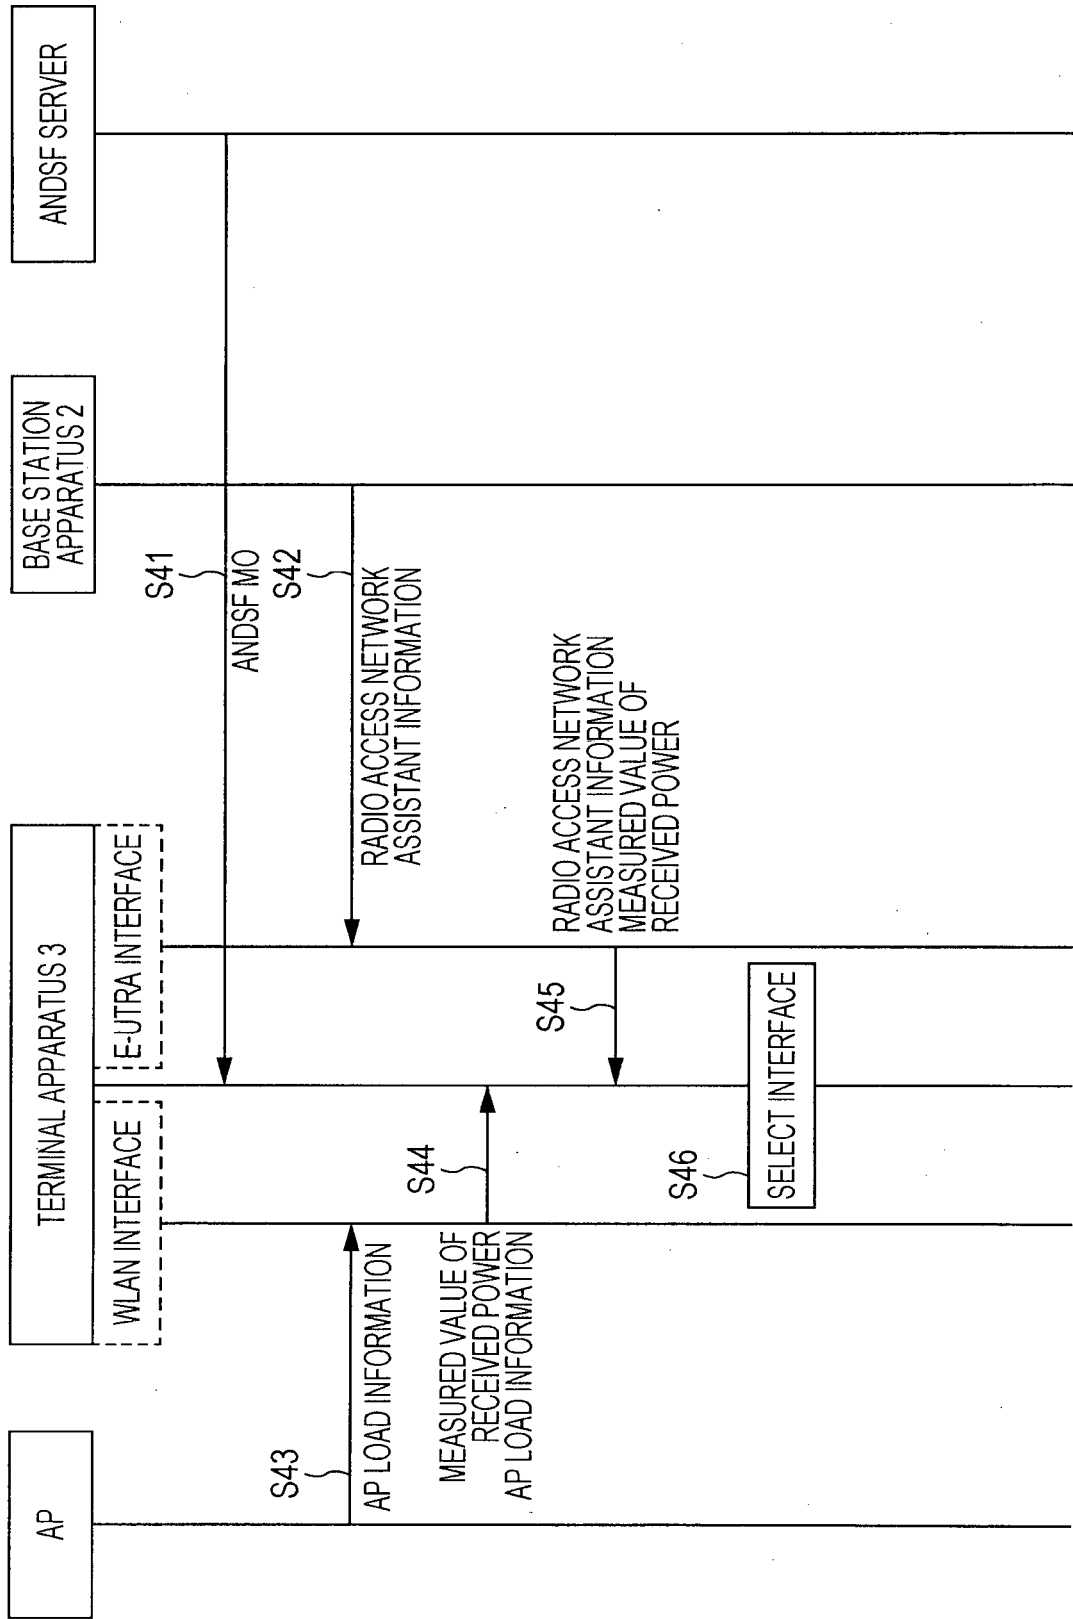 AP
TERMINAL APPARATUS 3
WLAN INTERFACE
E-UTRA INTERFACE
BASE STATION
APPARATUS 2
ANDSF SERVER
S41
ANDSF MO
S42
RADIO ACCESS NETWORK
ASSISTANT INFORMATION
S43
AP LOAD INFORMATION
S44
MEASURED VALUE OF
RECEIVED POWER
AP LOAD INFORMATION
S45
RADIO ACCESS NETWORK
ASSISTANT INFORMATION
MEASURED VALUE OF
RECEIVED POWER
S46
SELECT INTERFACE